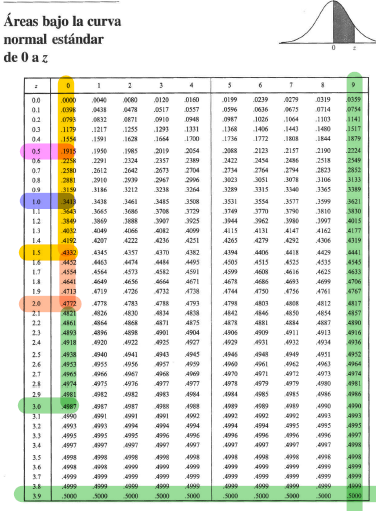 Áreas bajo la curva
normal estándar
de 0 a z
0 z
z 0 1 2 3 4 5 6 7 8 9
0.0 .0000 .0040 .0080 .0120 .0160 .0199 .0239 .0279 .0319 .0359
0.1 .0398 .0438 .0478 .0517 .0557 .0596 .0636 .0675 .0714 .0754
0.2 .0793 .0832 .0871 .0910 .0948 .0987 .1026 .1064 .1103 .1141
0.3 .1179 .1217 .1255 .1293 .1331 .1368 .1406 .1443 .1480 .1517
0.4 .1554 .1591 .1628 .1664 .1700 .1736 .1772 .1808 .1844 .1879
0.5 .1915 .1950 .1985 .2019 .2054 .2088 .2123 .2157 .2190 .2224
0.6 .2258 .2291 .2324 .2357 .2389 .2422 .2454 .2486 .2518 .2549
0.7 .2580 .2612 .2642 .2673 .2704 .2734 .2764 .2794 .2823 .2852
0.8 .2881 .2910 .2939 .2967 .2996 .3023 .3051 .3078 .3106 .3133
0.9 .3159 .3186 .3212 .3238 .3264 .3289 .3315 .3340 .3365 .3389
1.0 .3413 .3438 .3461 .3485 .3508 .3531 .3554 .3577 .3599 .3621
1.1 .3643 .3665 .3686 .3708 .3729 .3749 .3770 .3790 .3810 .3830
1.2 .3849 .3869 .3888 .3907 .3925 .3944 .3962 .3980 .3997 .4015
1.3 .4032 .4049 .4066 .4082 .4099 .4115 .4131 .4147 .4162 .4177
1.4 .4192 .4207 .4222 .4236 .4251 .4265 .4279 .4292 .4306 .4319
1.5 .4332 .4345 .4357 .4370 .4382 .4394 .4406 .4418 .4429 .4441
1.6 .4452 .4463 .4474 .4484 .4495 .4505 .4515 .4525 .4535 .4545
1.7 .4554 .4564 .4573 .4582 .4591 .4599 .4608 .4616 .4625 .4633
1.8 .4641 .4649 .4656 .4664 .4671 .4678 .4686 .4693 .4699 .4706
1.9 .4713 .4719 .4726 .4732 .4738 .4744 .4750 .4756 .4761 .4767
2.0 .4772 .4778 .4783 .4788 .4793 .4798 .4803 .4808 .4812 .4817
2.1 .4821 .4826 .4830 .4834 .4838 .4842 .4846 .4850 .4854 .4857
2.2 .4861 .4864 .4868 .4871 .4875 .4878 .4881 .4884 .4887 .4890
2.3 .4893 .4896 .4898 .4901 .4904 .4906 .4909 .4911 .4913 .4916
2.4 .4918 .4920 .4922 .4925 .4927 .4929 .4931 .4932 .4934 .4936
2.5 .4938 .4940 .4941 .4943 .4945 .4946 .4948 .4949 .4951 .4952
2.6 .4953 .4955 .4956 .4957 .4959 .4960 .4961 .4962 .4963 .4964
2.7 .4965 .4966 .4967 .4968 .4969 .4970 .4971 .4972 .4973 .4974
2.8 .4974 .4975 .4976 .4977 .4977 .4978 .4979 .4979 .4980 .4981
2.9 .4981 .4982 .4982 .4983 .4984 .4984 .4985 .4985 .4986 .4986
3.0 .4987 .4987 .4987 .4988 .4988 .4989 .4989 .4989 .4990 .4990
3.1 .4990 .4991 .4991 .4991 .4992 .4992 .4992 .4992 .4993 .4993
3.2 .4993 .4993 .4994 .4994 .4994 .4994 .4994 .4995 .4995 .4995
3.3 .4995 .4995 .4995 .4996 .4996 .4996 .4996 .4996 .4996 .4997
3.4 .4997 .4997 .4997 .4997 .4997 .4997 .4997 .4997 .4997 .4998
3.5 .4998 .4998 .4998 .4998 .4998 .4998 .4998 .4998 .4998 .4998
3.6 .4998 .4998 .4999 .4999 .4999 .4999 .4999 .4999 .4999 .4999
3.7 .4999 .4999 .4999 .4999 .4999 .4999 .4999 .4999 .4999 .4999
3.8 .4999 .4999 .4999 .4999 .4999 .4999 .4999 .4999 .4999 .4999
3.9 .5000 .5000 .5000 .5000 .5000 .5000 .5000 .5000 .5000 .5000